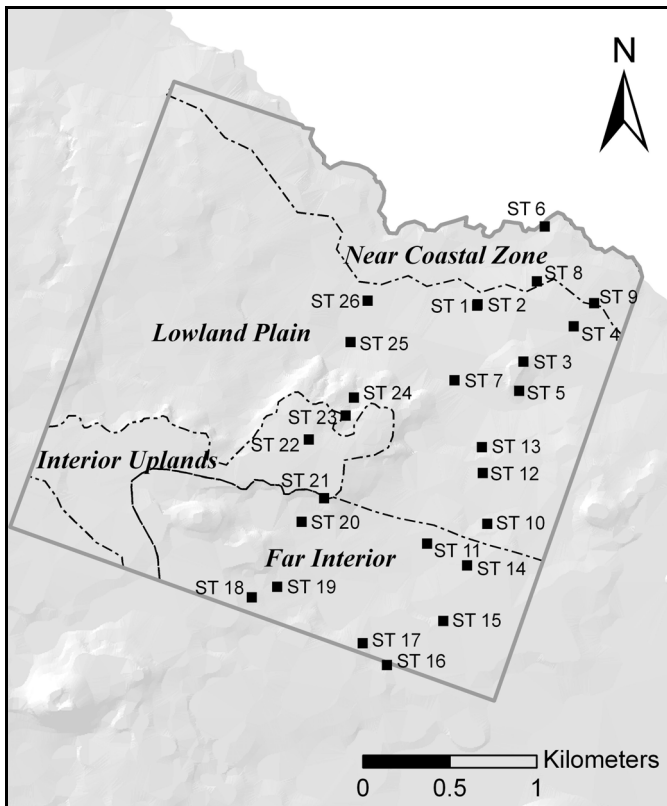 N
ST 6
Near Coastal Zone
ST 8
ST 9
ST 26
ST 1
ST 2
ST 4
Lowland Plain
ST 25
ST 3
ST 7
ST 5
ST 24
ST 23
ST 22
ST 13
Interior Uplands
ST 12
ST 21
ST 20
ST 10
ST 11
Far Interior
ST 14
ST 18
ST 19
ST 15
ST 17
ST 16
Kilometers
0 0.5 1